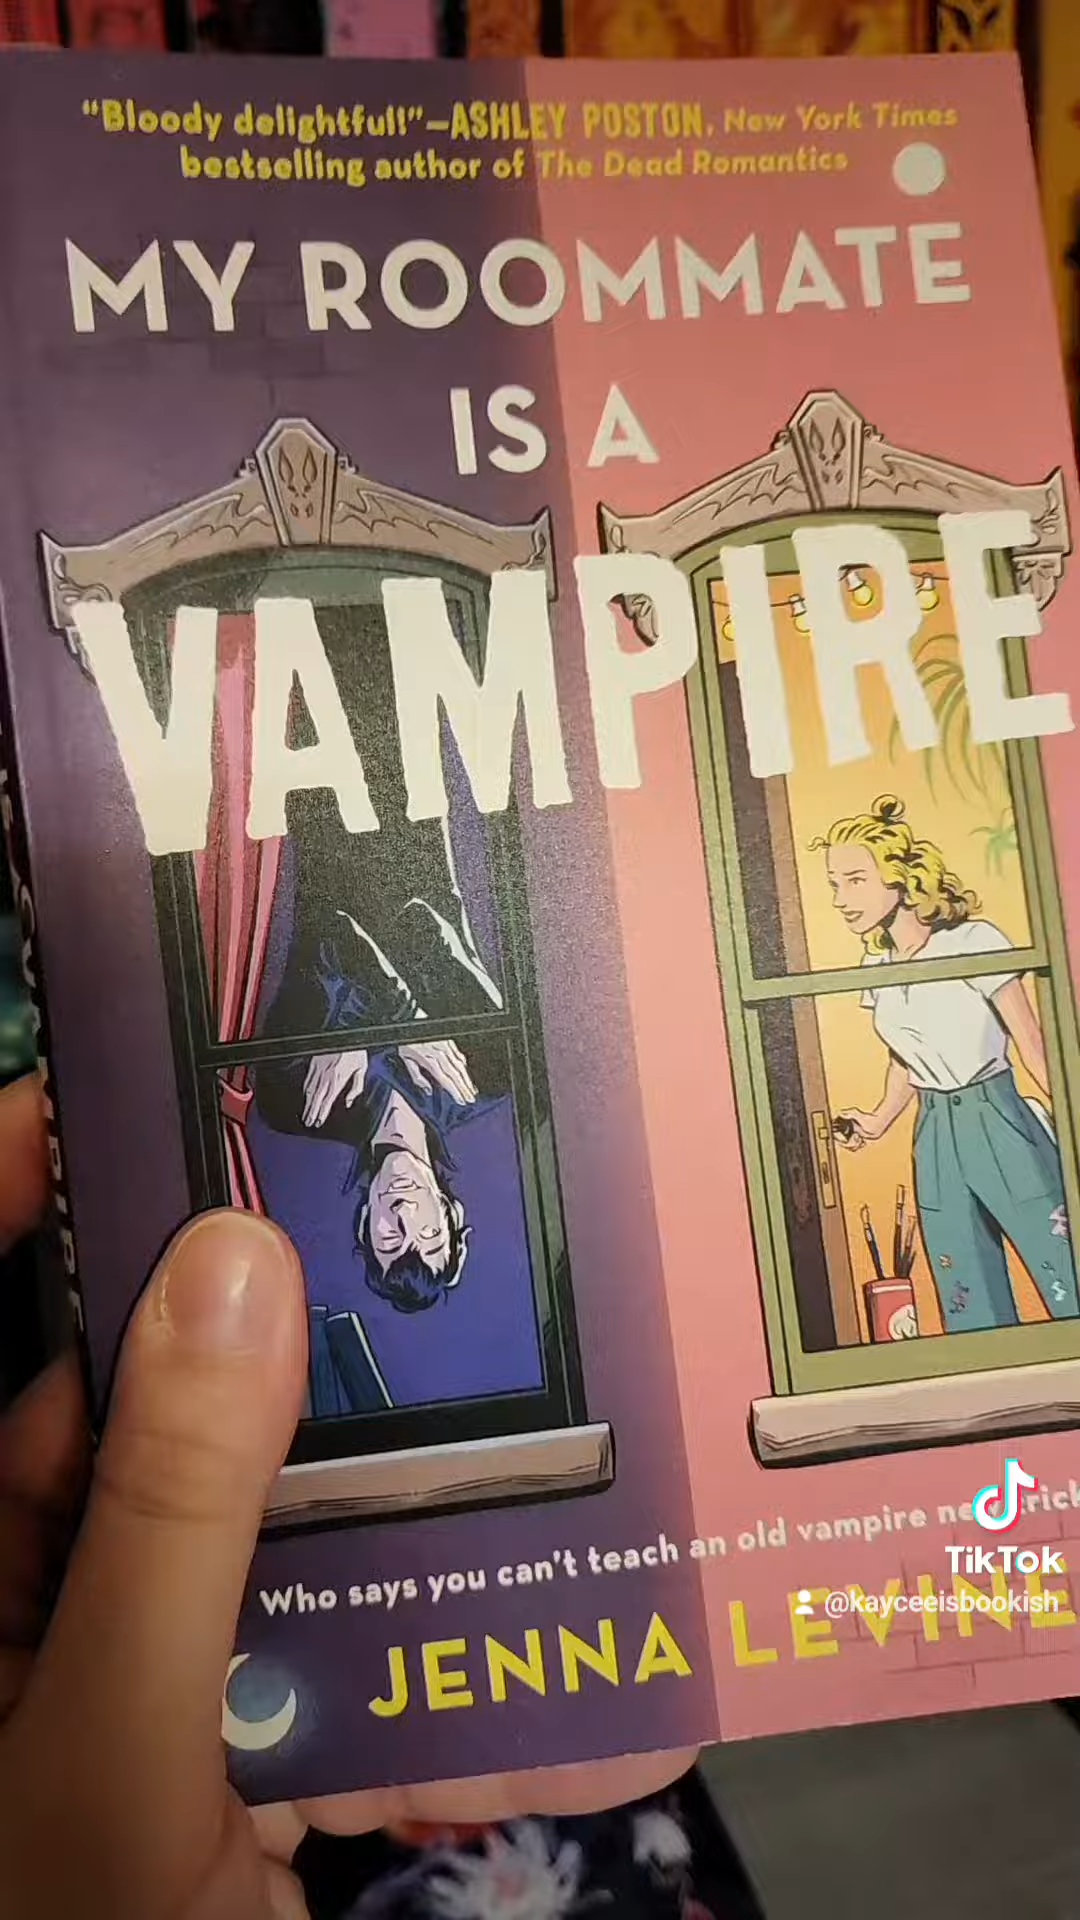 “Bloody delightful!”—ASHLEY POSTON, New York Times
bestselling author of The Dead Romantics
MY ROOMMATE
IS A
VAMPIRE
Who says you can't teach an old vampire new
JENNA LEVINE
TikTok
@kayceeisbookish